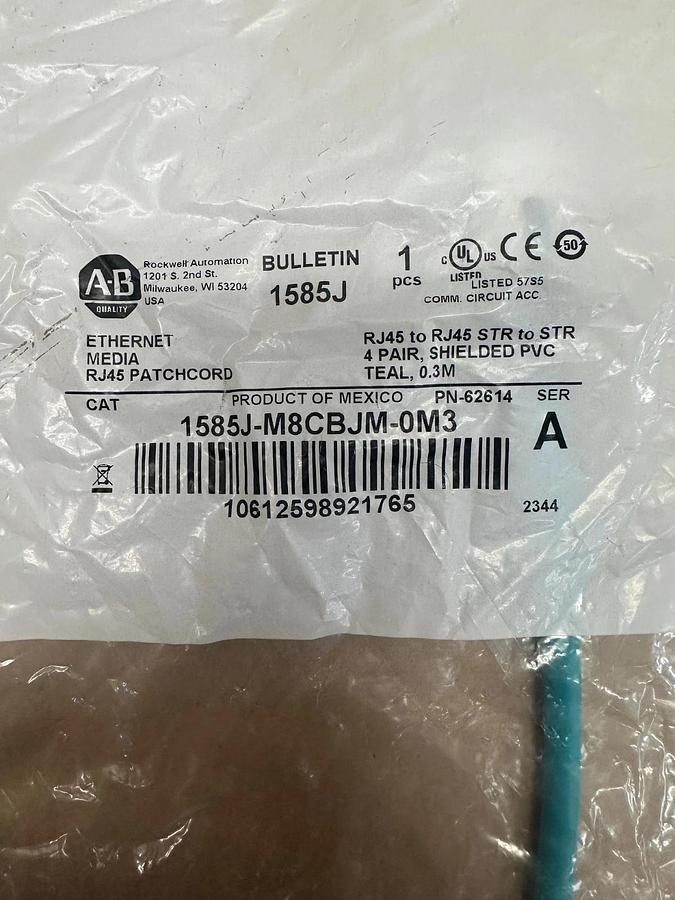 A-B
QUALITY
Rockwell Automation
1201 S. 2nd St.
Milwaukee, WI 53204
USA
BULLETIN
1585J
1
pcs
c UL US CE 50
LISTED
LISTED 57S5
COMM. CIRCUIT ACC
ETHERNET
MEDIA
RJ45 PATCHCORD
RJ45 to RJ45 STR to STR
4 PAIR, SHIELDED PVC
TEAL, 0.3M
CAT
PRODUCT OF MEXICO
PN-62614
SER
1585J-M8CBJM-0M3
A
10612598921765
2344